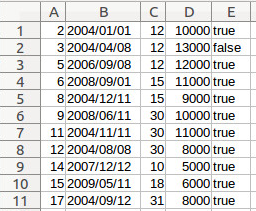 A B C D E
1 2 2004/01/01 12 10000 true
2 3 2004/04/08 12 13000 false
3 5 2006/09/08 12 12000 true
4 6 2008/09/01 15 11000 true
5 8 2004/12/11 15 9000 true
6 9 2008/06/11 30 10000 true
7 11 2004/11/11 30 11000 true
8 12 2004/08/08 30 8000 true
9 14 2007/12/12 10 5000 true
10 15 2009/05/11 18 6000 true
11 17 2004/09/12 31 8000 true